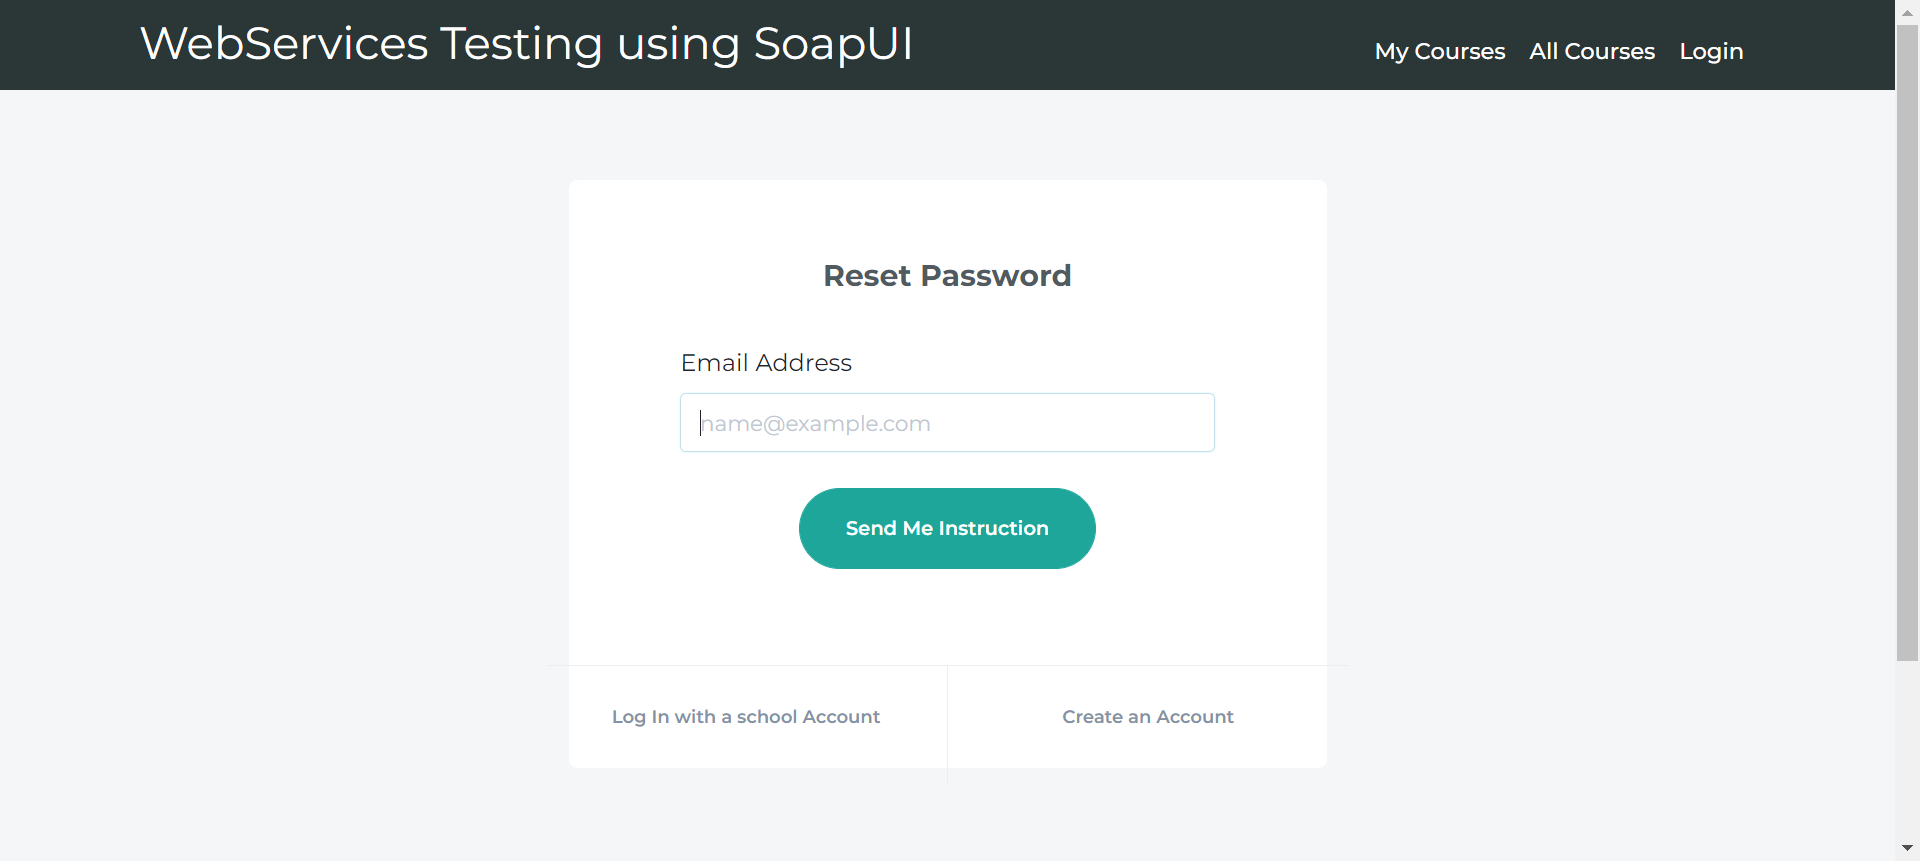 WebServices Testing using SoapUI
My Courses All Courses Login
Reset Password
Email Address
name@example.com
Send Me Instruction
Log In with a school Account
Create an Account